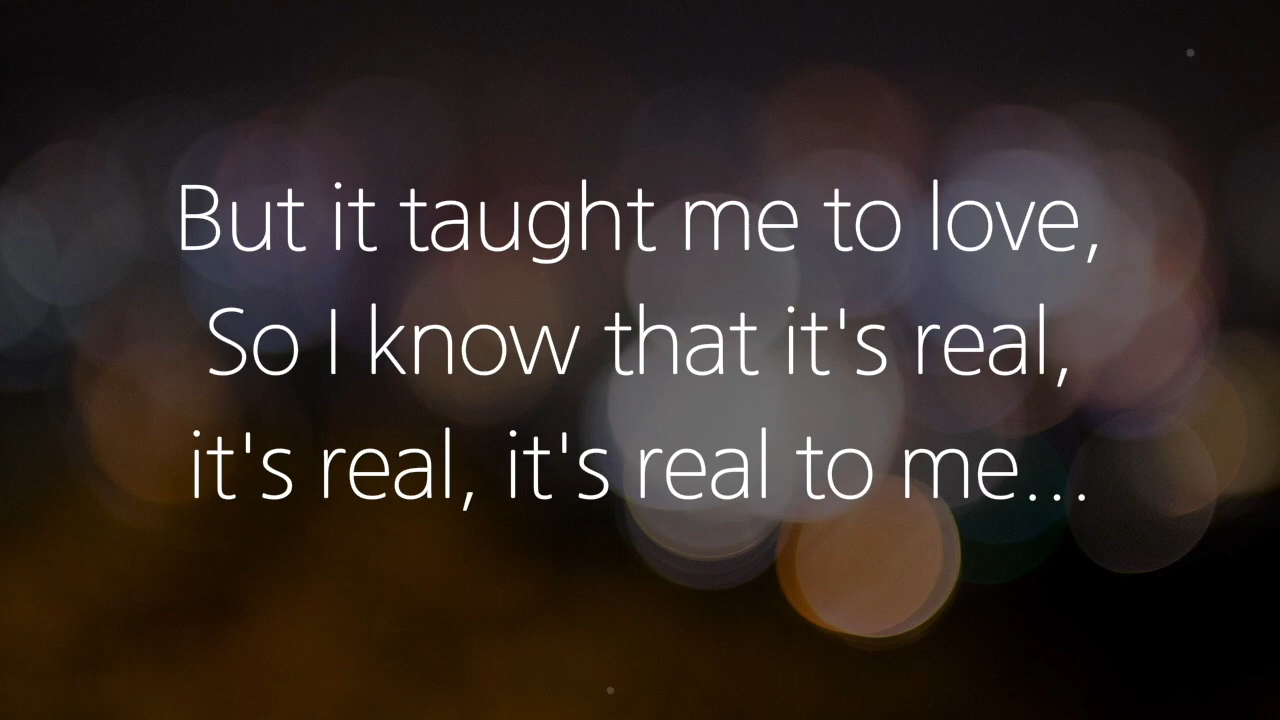 But it taught me to love,
So I know that it's real,
it's real, it's real to me...